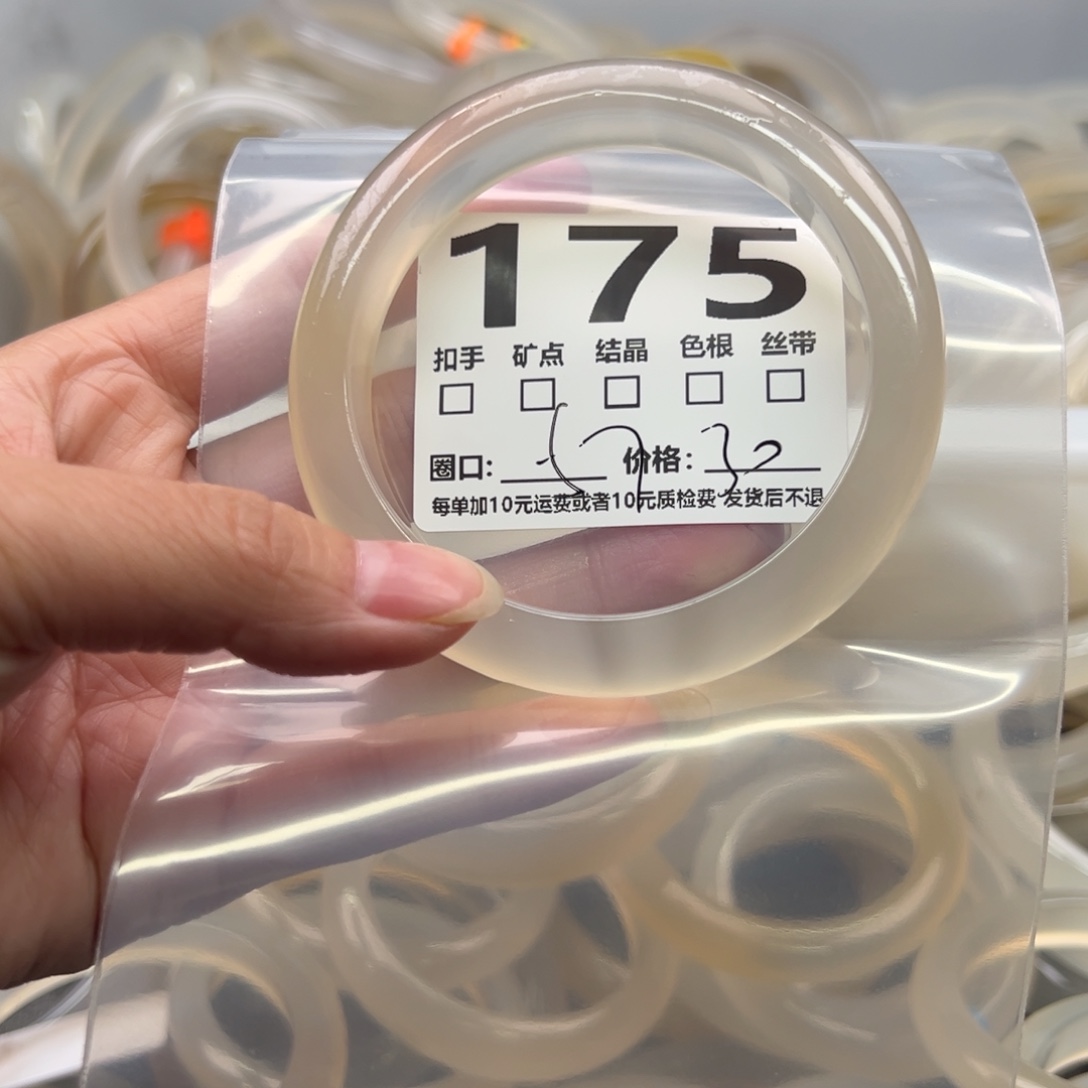 175
扣手 矿点 结晶 色根 丝带
圈口: 57 价格: 30
每单加10元运费或者10元质检费 发货后不退